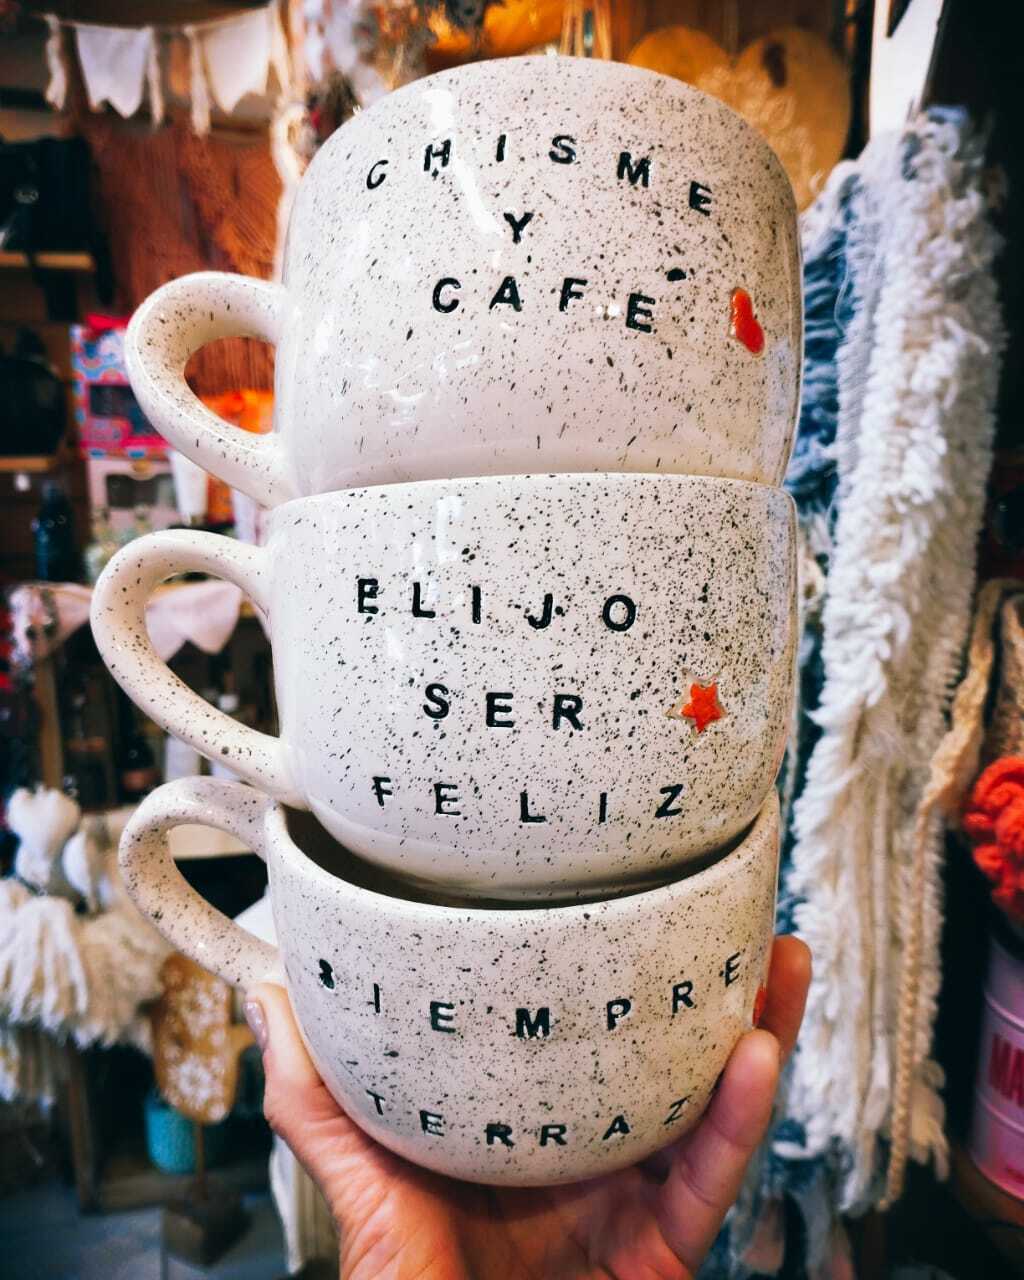 CHISME
Y
CAFE
ELIJO
SER
FELIZ
SIEMPRE
TERRAZ